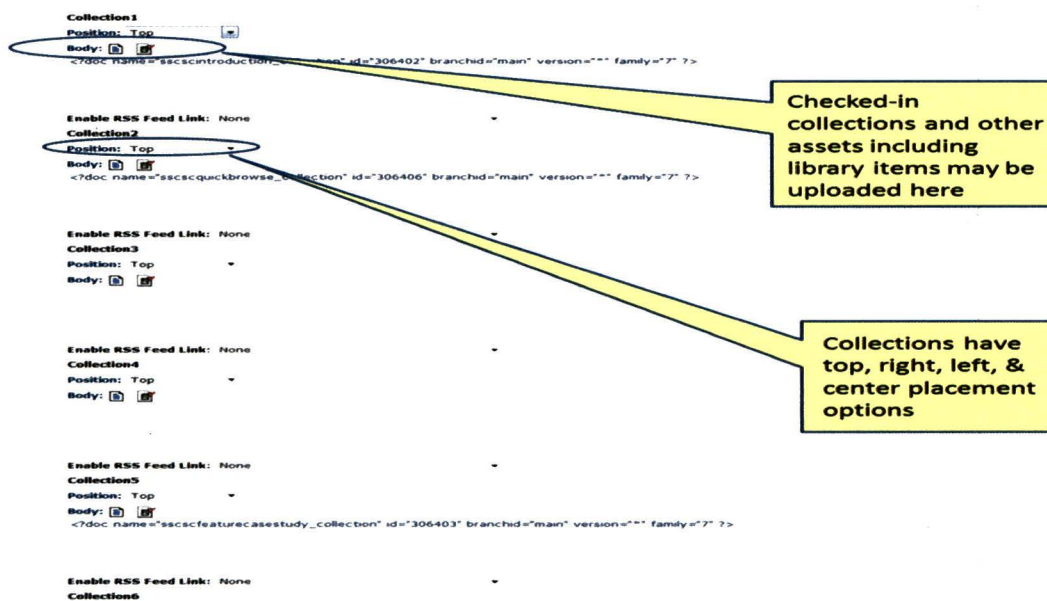 Collection1
Position: Top
Body:
<?doc name="sscscintroduction_ id="306402" branchid="main" version="*" family="7" ?>
Enable RSS Feed Link: None
Collection2
Position: Top
Body:
<?doc name="sscscquickbrowse_collection" id="306406" branchid="main" version="*" family="7" ?>
Enable RSS Feed Link: None
Collection3
Position: Top
Body:
Enable RSS Feed Link: None
Collection4
Position: Top
Body:
Enable RSS Feed Link: None
Collection5
Position: Top
Body:
<?doc name="sscscfeaturecasestudy_collection" id="306403" branchid="main" version="*" family="7" ?>
Enable RSS Feed Link: None
Collection6
Checked-in
collections and other
assets including
library items may be
uploaded here
Collections have
top, right, left, &
center placement
options